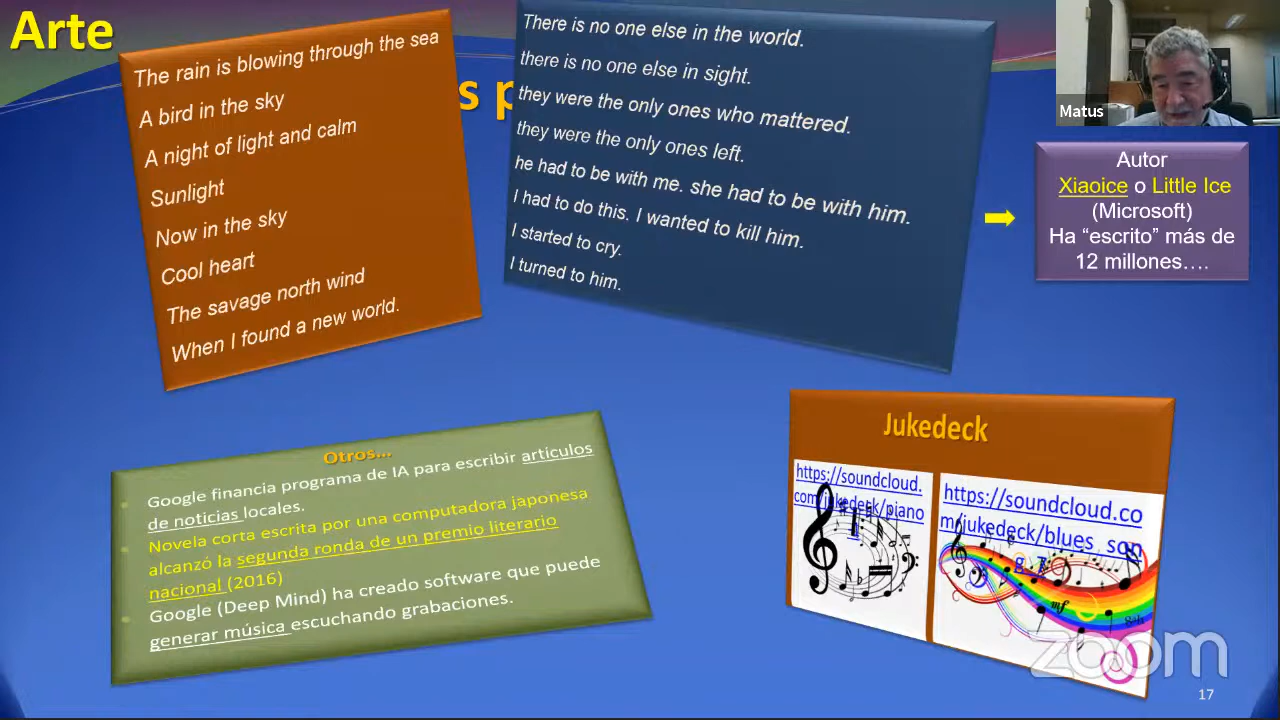 Arte
s p
The rain is blowing through the sea
A bird in the sky
A night of light and calm
Sunlight
Now in the sky
Cool heart
The savage north wind
When I found a new world.
There is no one else in the world.
there is no one else in sight.
they were the only ones who mattered.
they were the only ones left.
he had to be with me. she had to be with him.
I had to do this. I wanted to kill him.
I started to cry.
I turned to him.
Matus
Autor
Xiaoice o Little Ice
(Microsoft)
Ha “escrito” más de
12 millones….
Otros...
Google financia programa de IA para escribir artículos
de noticias locales.
Novela corta escrita por una computadora japonesa
alcanzó la segunda ronda de un premio literario
nacional (2016)
Google (Deep Mind) ha creado software que puede
generar música escuchando grabaciones.
Jukedeck
https://soundcloud.
com/jukedeck/piano
https://soundcloud.co
m/jukedeck/blues_son
g_7
mf
zoom
17